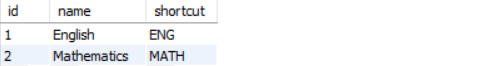 id name shortcut
1 English ENG
2 Mathematics MATH